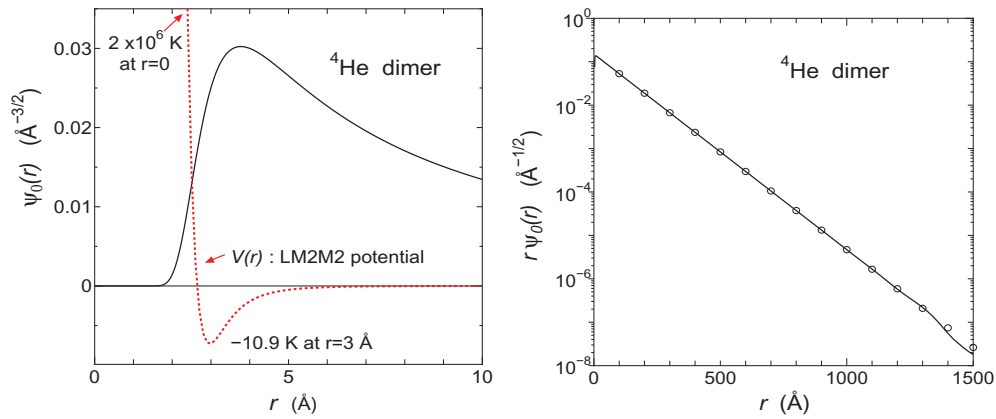 2 x10⁶ K
at r=0
⁴He dimer
V(r) : LM2M2 potential
−10.9 K at r=3 Å
ψ₀(r) (Å⁻³ᐟ²)
0.03
0.02
0.01
0
0 5 10
r (Å)
⁴He dimer
r ψ₀(r) (Å⁻¹ᐟ²)
10⁰
10⁻²
10⁻⁴
10⁻⁶
10⁻⁸
0 500 1000 1500
r (Å)